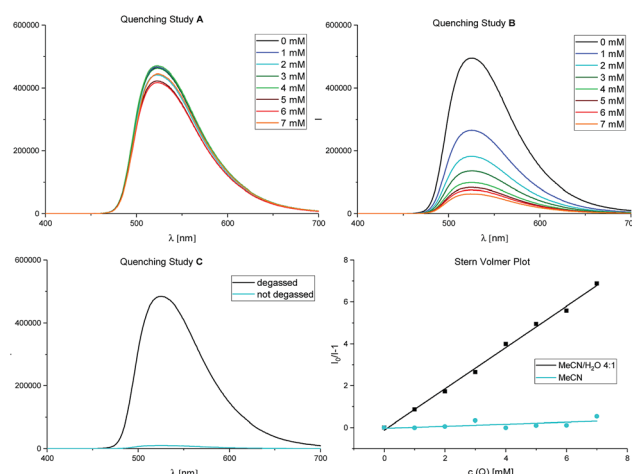 Quenching Study A
600000
400000
200000
0
400
500
600
700
λ [nm]
0 mM
1 mM
2 mM
3 mM
4 mM
5 mM
6 mM
7 mM
Quenching Study B
I
600000
400000
200000
0
400
500
600
700
λ [nm]
0 mM
1 mM
2 mM
3 mM
4 mM
5 mM
6 mM
7 mM
Quenching Study C
600000
400000
200000
0
400
500
600
700
λ [nm]
degassed
not degassed
Stern Volmer Plot
I0/I-1
8
6
4
2
0
0
2
4
6
8
c (Q) [mM]
MeCN/H2O 4:1
MeCN